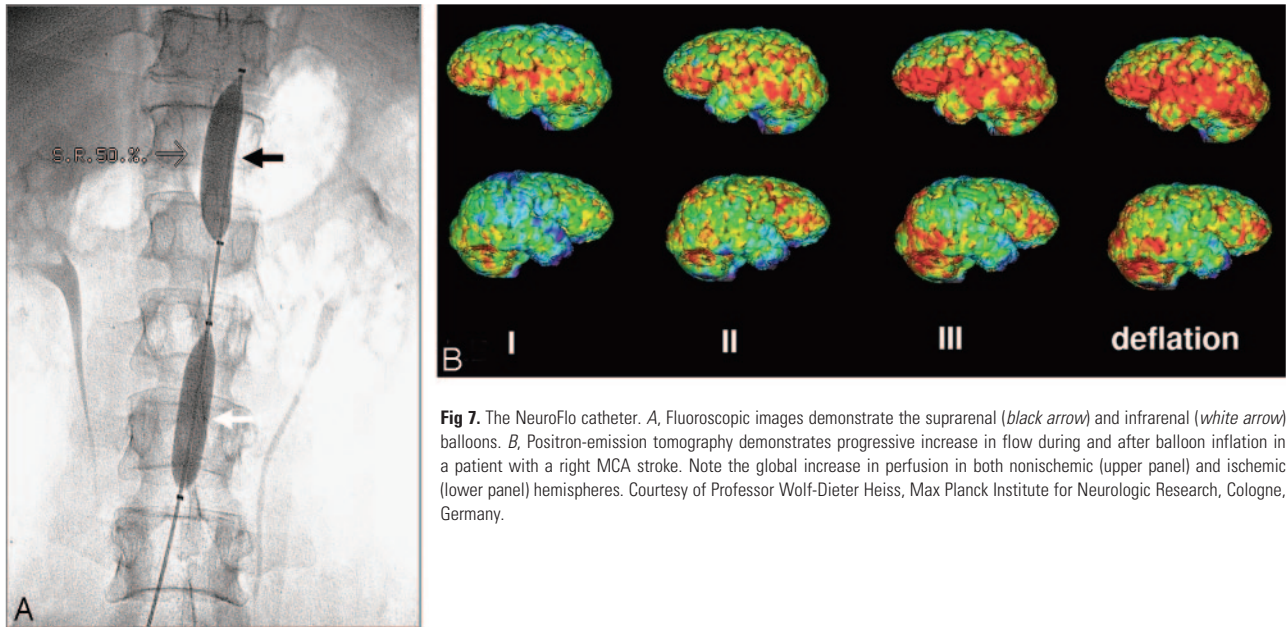 S.R.50.%.
A
B
I II III deflation
Fig 7. The NeuroFlo catheter. A, Fluoroscopic images demonstrate the suprarenal (black arrow) and infrarenal (white arrow)
balloons. B, Positron-emission tomography demonstrates progressive increase in flow during and after balloon inflation in
a patient with a right MCA stroke. Note the global increase in perfusion in both nonischemic (upper panel) and ischemic
(lower panel) hemispheres. Courtesy of Professor Wolf-Dieter Heiss, Max Planck Institute for Neurologic Research, Cologne,
Germany.